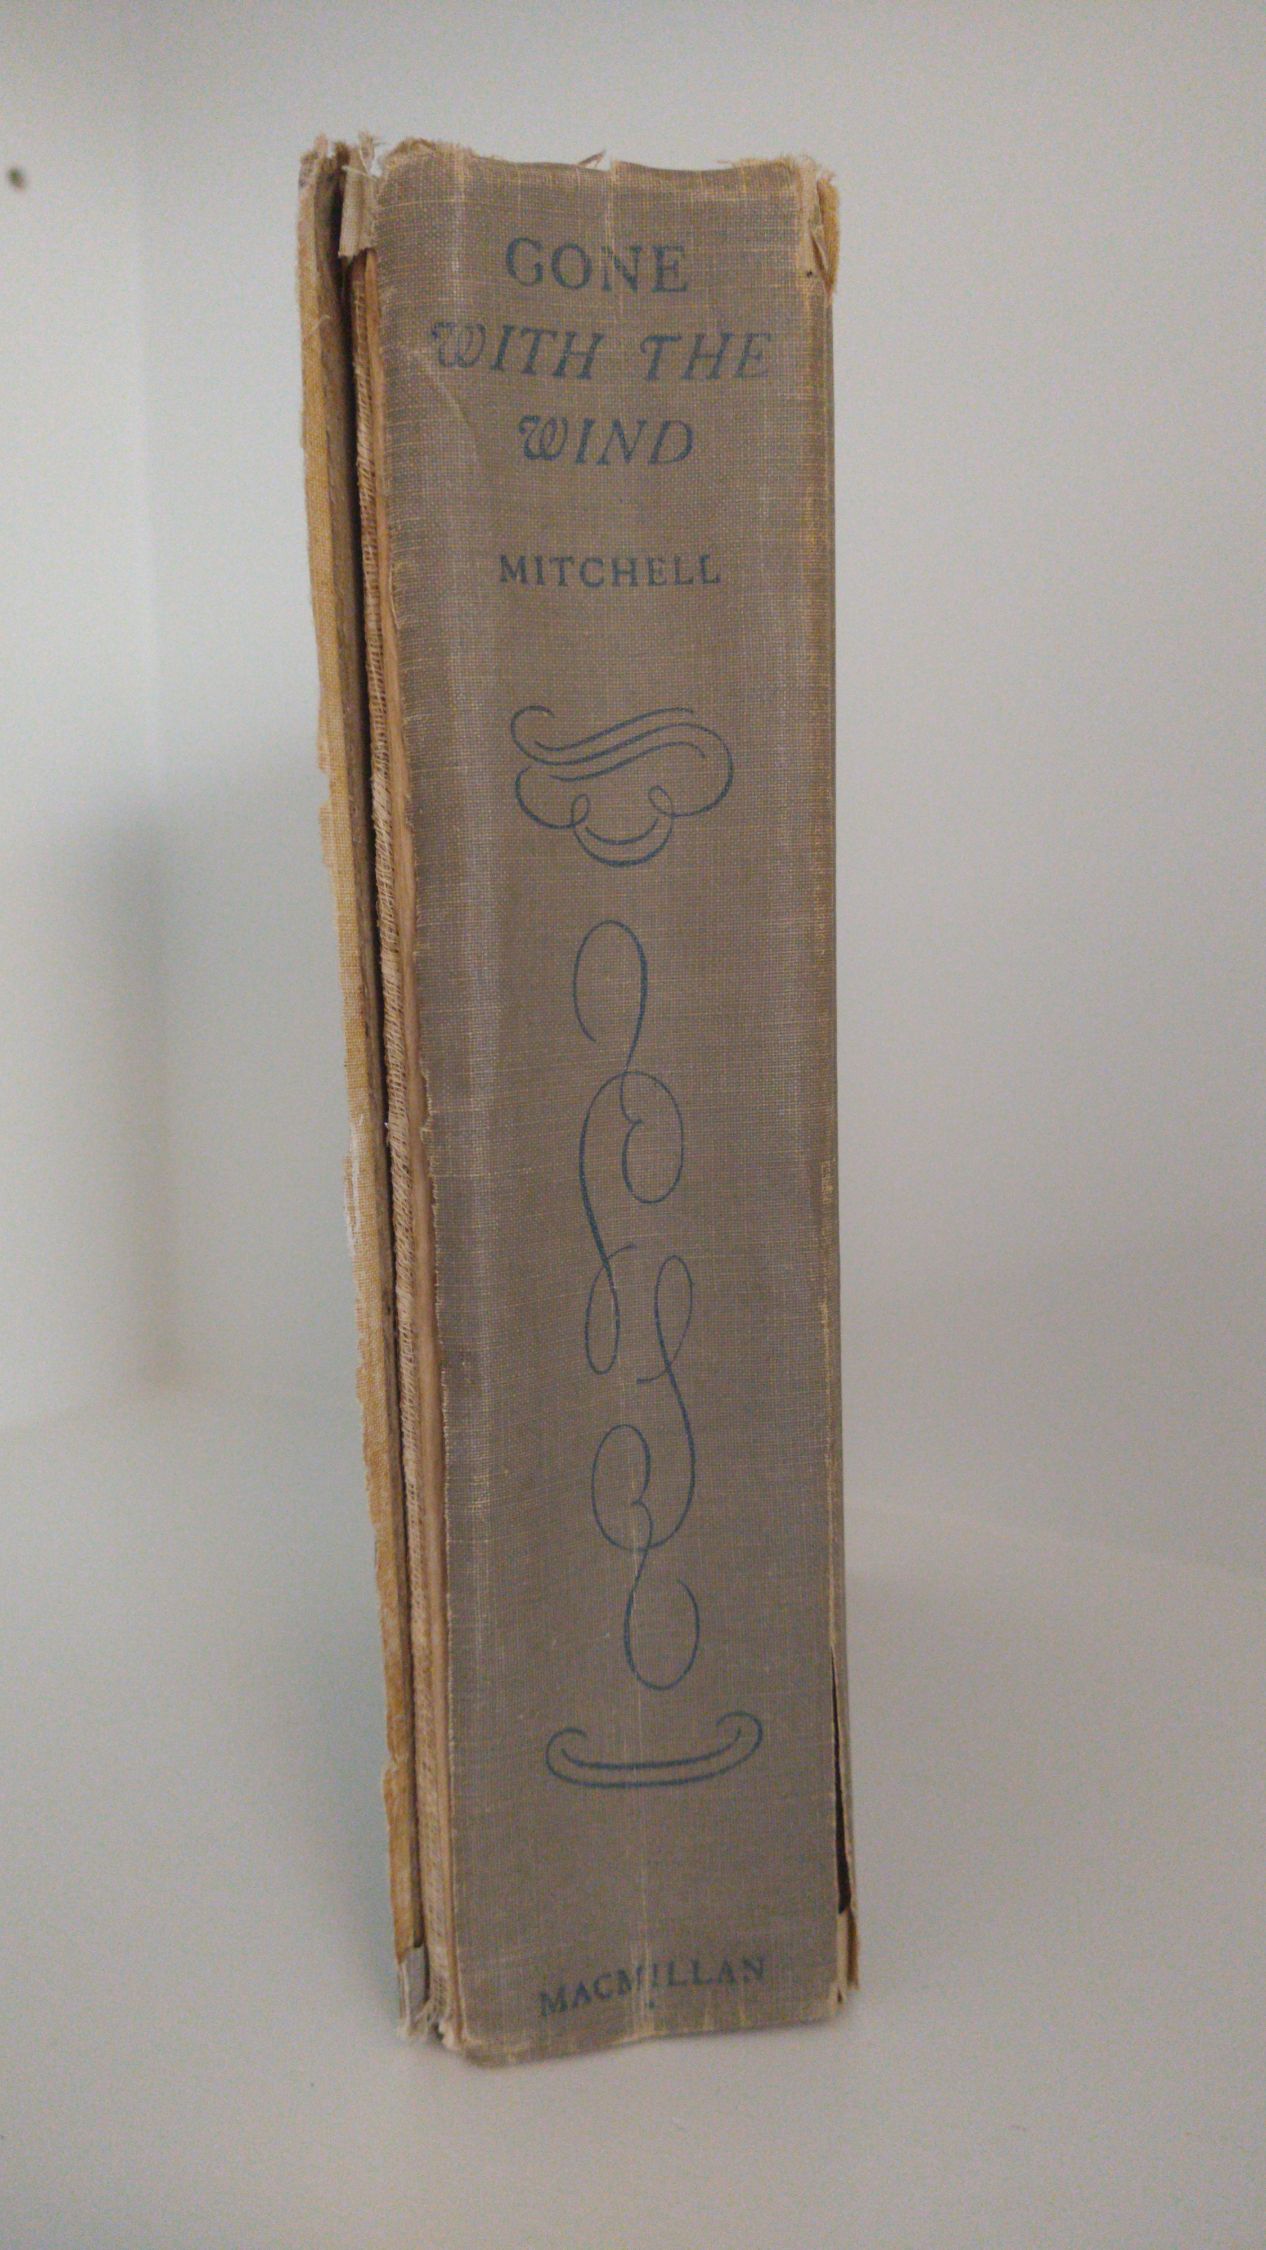 GONE
WITH THE
WIND
MITCHELL
MACMILLAN